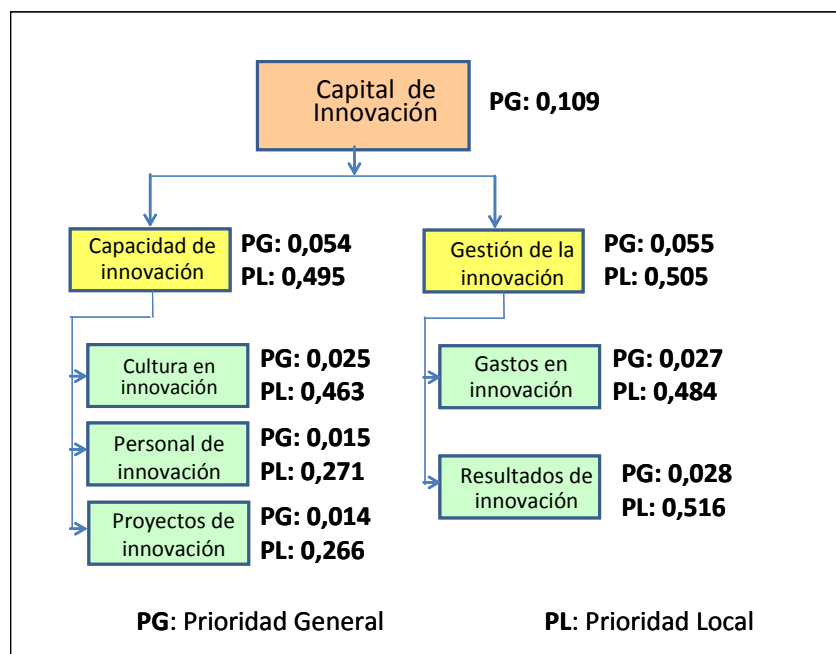 Capital de
Innovación
PG: 0,109
Capacidad de
innovación
PG: 0,054
PL: 0,495
Gestión de la
innovación
PG: 0,055
PL: 0,505
Cultura en
innovación
PG: 0,025
PL: 0,463
Gastos en
innovación
PG: 0,027
PL: 0,484
Personal de
innovación
PG: 0,015
PL: 0,271
Resultados de
innovación
PG: 0,028
PL: 0,516
Proyectos de
innovación
PG: 0,014
PL: 0,266
PG: Prioridad General
PL: Prioridad Local